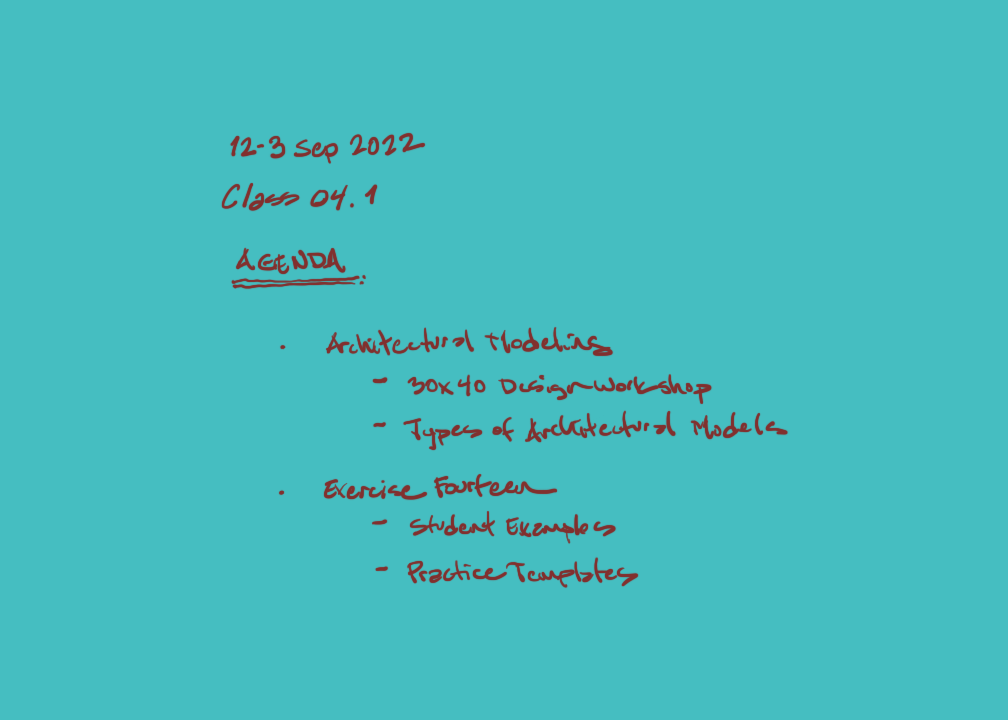 12-3 Sep 2022
Class 04.1
AGENDA
· Architectural Modeling
- 30x40 Design Workshop
- Types of Architectural Models
· Exercise Fourteen
- Student Examples
- Practice Templates